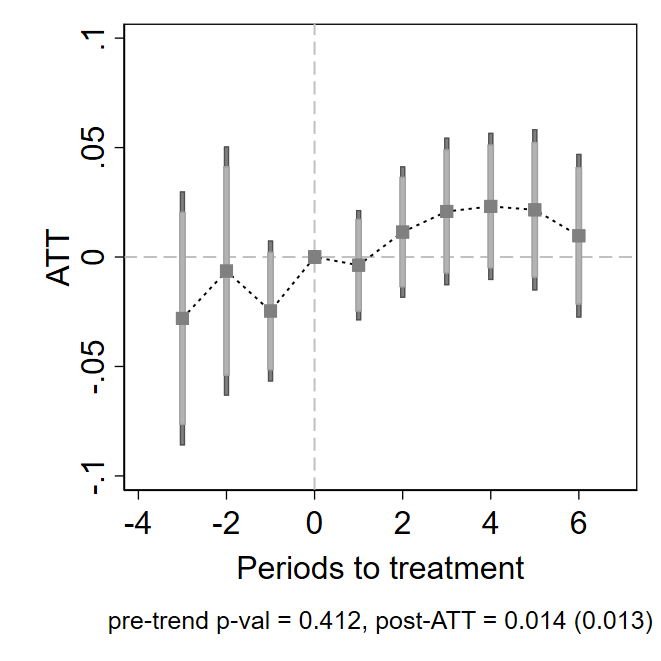 .1
.05
0
-.05
-.1
ATT
-4 -2 0 2 4 6
Periods to treatment
pre-trend p-val = 0.412, post-ATT = 0.014 (0.013)